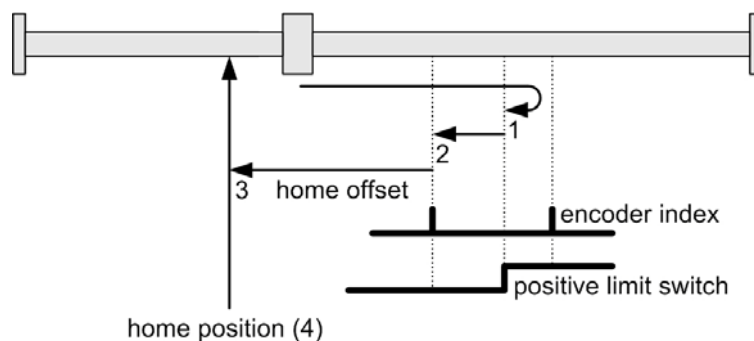 1
2
3
home offset
encoder index
positive limit switch
home position (4)